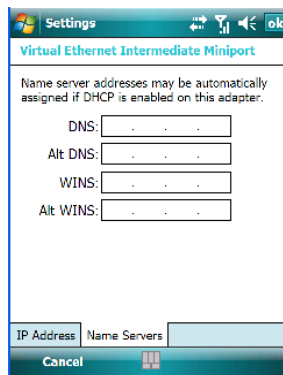 Settings
ok
Virtual Ethernet Intermediate Miniport
Name server addresses may be automatically
assigned if DHCP is enabled on this adapter.
DNS: . . .
Alt DNS: . . .
WINS: . . .
Alt WINS: . . .
IP Address Name Servers
Cancel